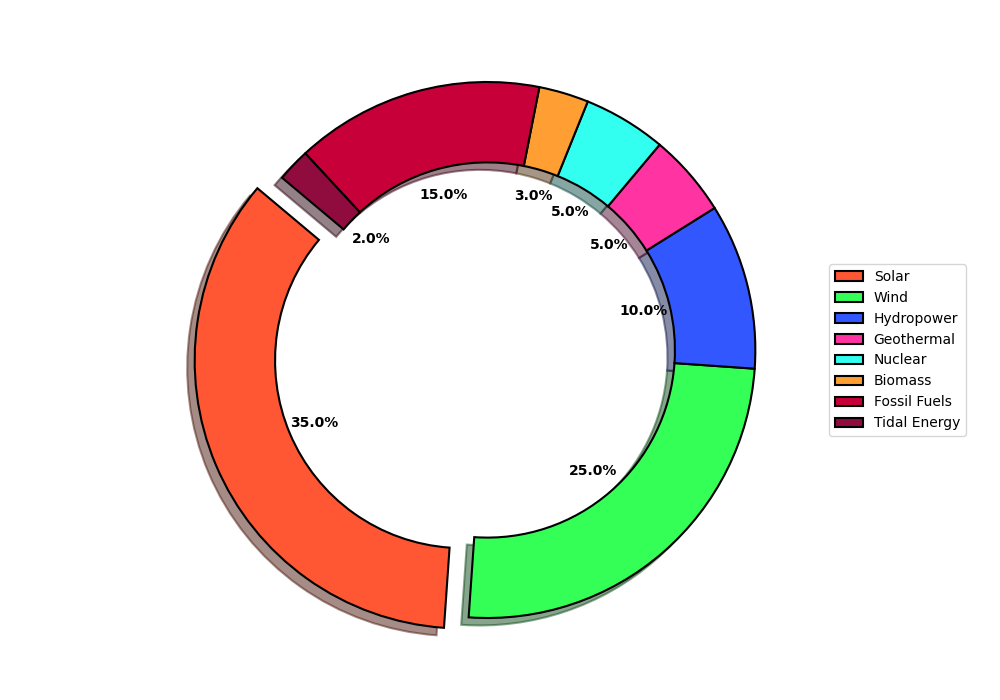 15.0%
3.0%
5.0%
2.0%
5.0%
10.0%
35.0%
25.0%
Solar
Wind
Hydropower
Geothermal
Nuclear
Biomass
Fossil Fuels
Tidal Energy